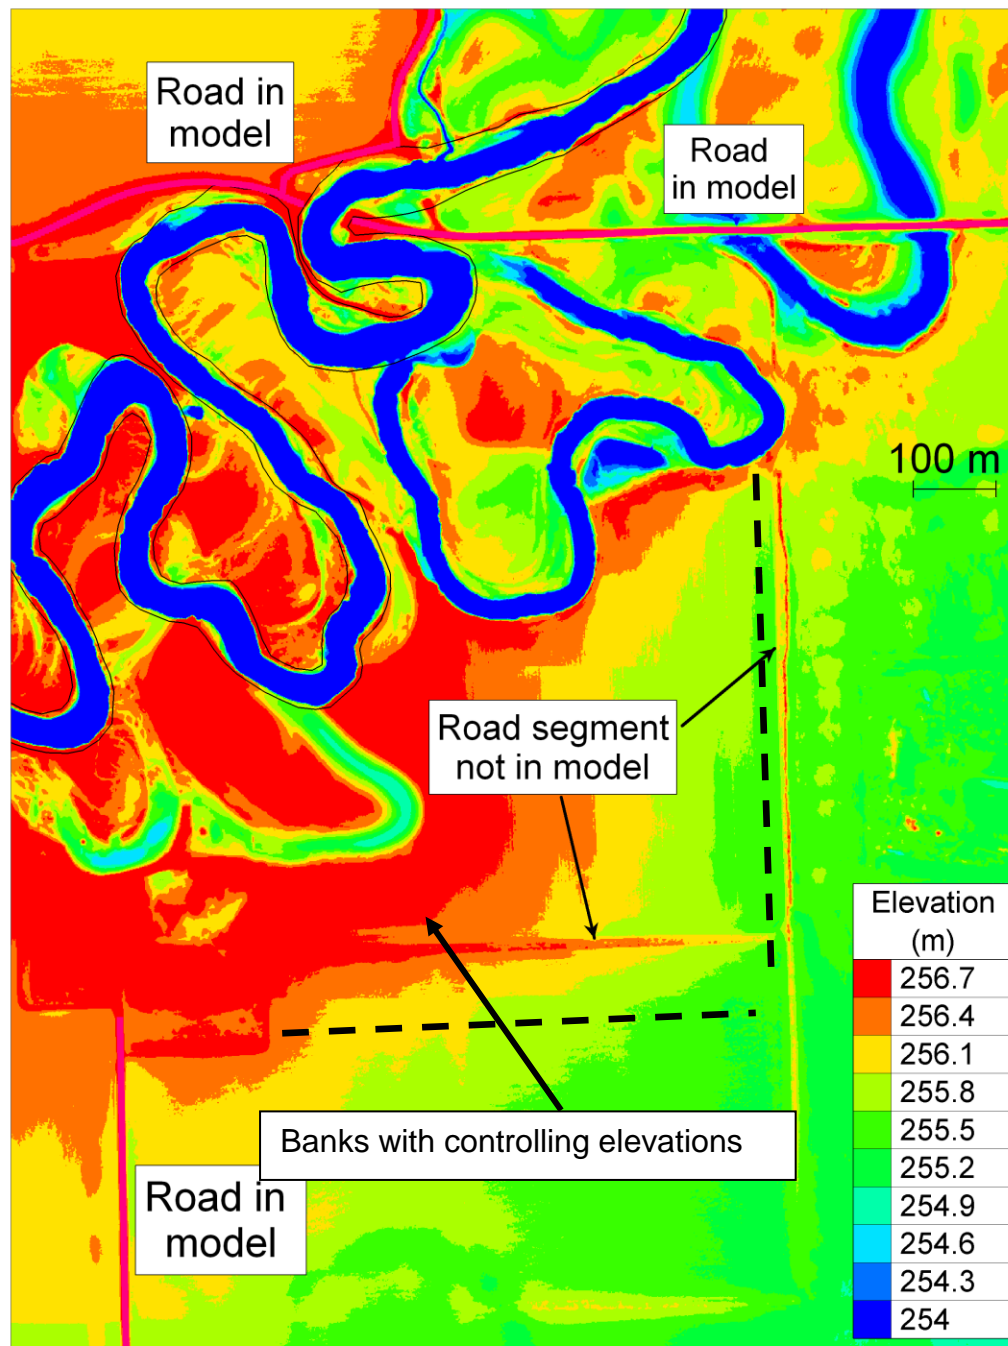 Road in
model
Road
in model
100 m
Road segment
not in model
Elevation
(m)
256.7
256.4
256.1
255.8
255.5
255.2
254.9
254.6
254.3
254
Banks with controlling elevations
Road in
model